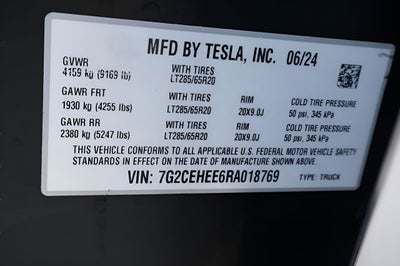 MFD BY TESLA, INC. 06/24
GVWR WITH TIRES
4159 kg (9169 lb) LT285/65R20
GAWR FRT WITH TIRES RIM COLD TIRE PRESSURE
1930 kg (4255 lbs) LT285/65R20 20X9.0J 50 psi, 345 kPa
GAWR RR WITH TIRES RIM COLD TIRE PRESSURE
2380 kg (5247 lbs) LT285/65R20 20X9.0J 50 psi, 345 kPa
THIS VEHICLE CONFORMS TO ALL APPLICABLE U.S. FEDERAL MOTOR VEHICLE SAFETY
STANDARDS IN EFFECT ON THE DATE OF MANUFACTURE SHOWN ABOVE.
VIN: 7G2CEHEE6RA018769 TYPE: TRUCK